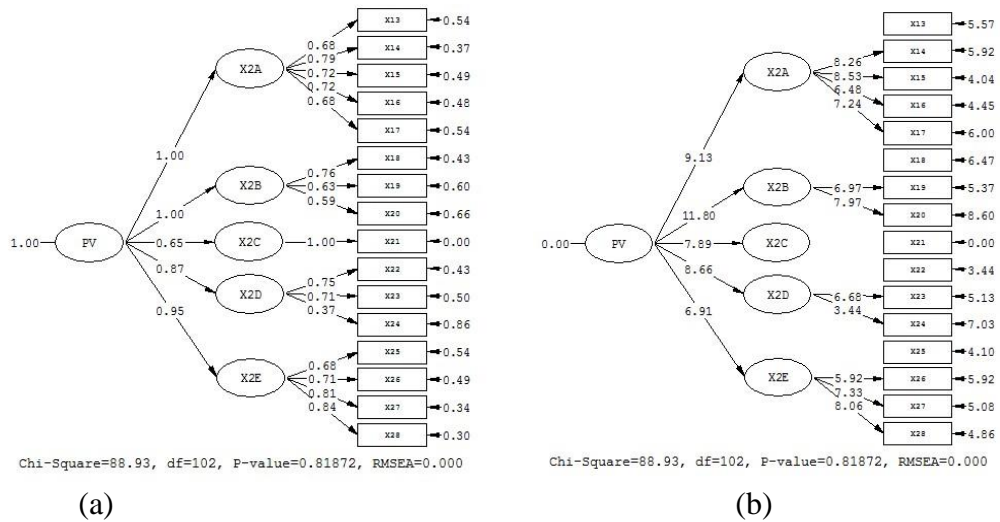 X13 0.54
0.68
X14 0.37
0.79
X2A 0.72 X15 0.49
0.72
X16 0.48
0.68
X17 0.54
1.00
X18 0.43
0.76
X2B 0.63 X19 0.60
0.59
X20 0.66
1.00
1.00 PV 0.65 X2C 1.00 X21 0.00
0.87
X22 0.43
0.75
X2D 0.71 X23 0.50
0.37
X24 0.86
0.95
X25 0.54
0.68
X2E 0.71 X26 0.49
0.81
X27 0.34
0.84
X28 0.30
Chi-Square=88.93, df=102, P-value=0.81872, RMSEA=0.000
(a)
X13 5.57
X14 5.92
8.26
X2A 8.53 X15 4.04
6.48
X16 4.45
7.24
X17 6.00
9.13
X18 6.47
X2B 6.97 X19 5.37
7.97
X20 8.60
11.80
0.00 PV 7.89 X2C X21 0.00
8.66
X22 3.44
X2D 6.68 X23 5.13
3.44
X24 7.03
6.91
X25 4.10
X2E 5.92 X26 5.92
7.33
X27 5.08
8.06
X28 4.86
Chi-Square=88.93, df=102, P-value=0.81872, RMSEA=0.000
(b)